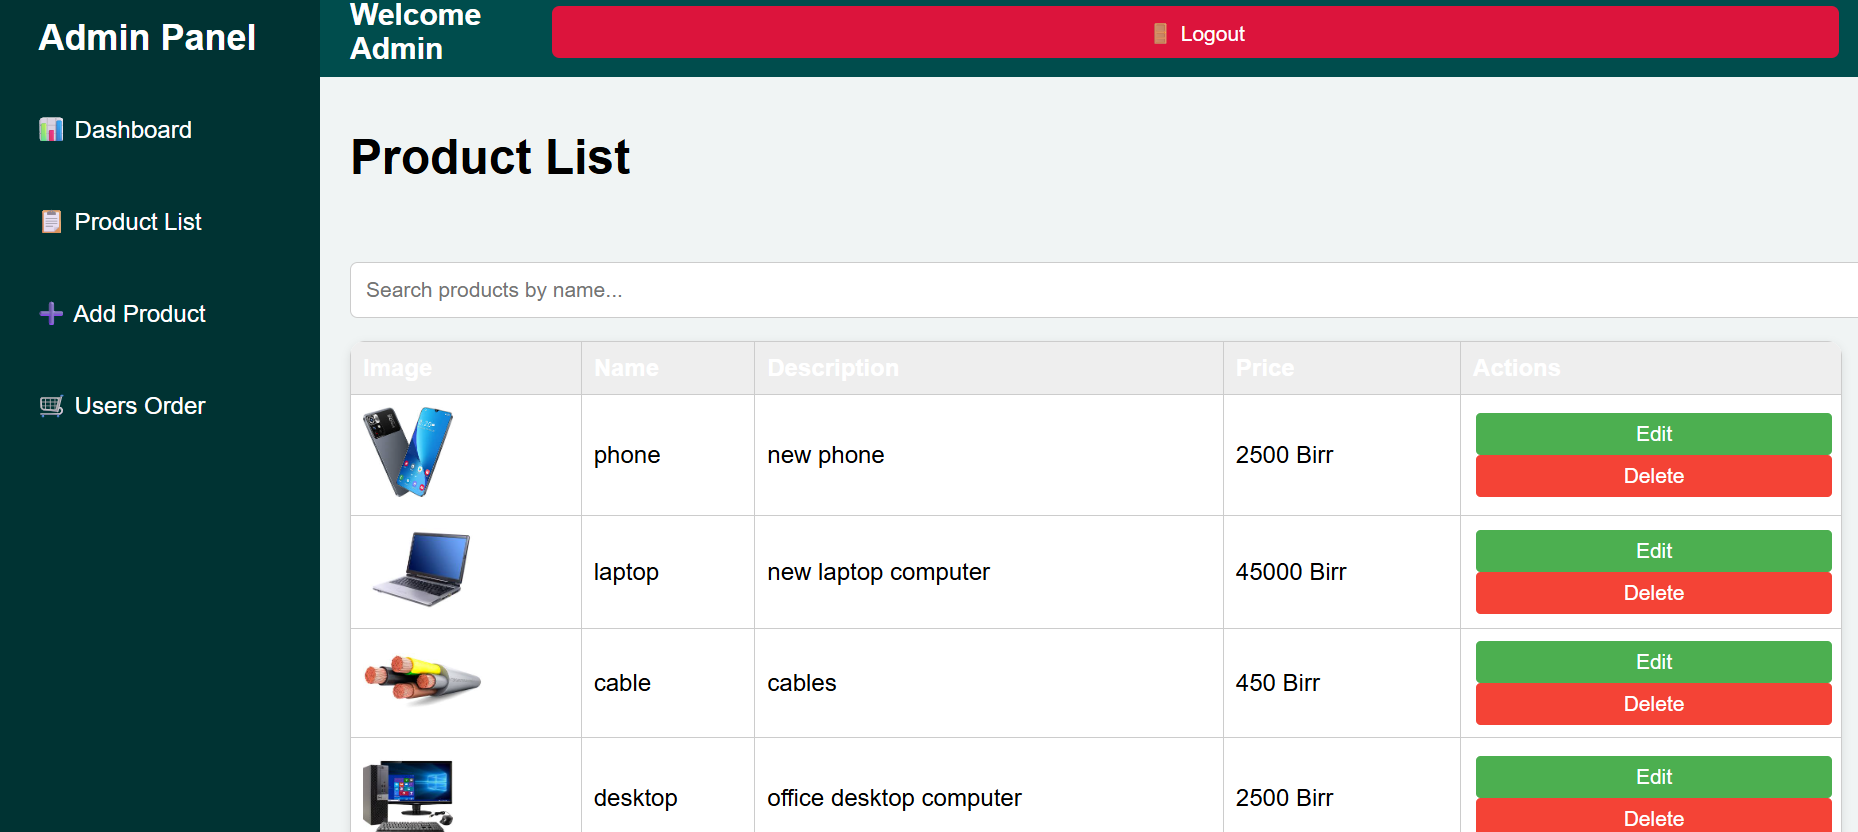 Admin Panel
Dashboard
Product List
Add Product
Users Order
Welcome
Admin
Logout
Product List
Search products by name...
Image Name Description Price Actions
phone new phone 2500 Birr Edit
Delete
laptop new laptop computer 45000 Birr Edit
Delete
cable cables 450 Birr Edit
Delete
desktop office desktop computer 2500 Birr Edit
Delete